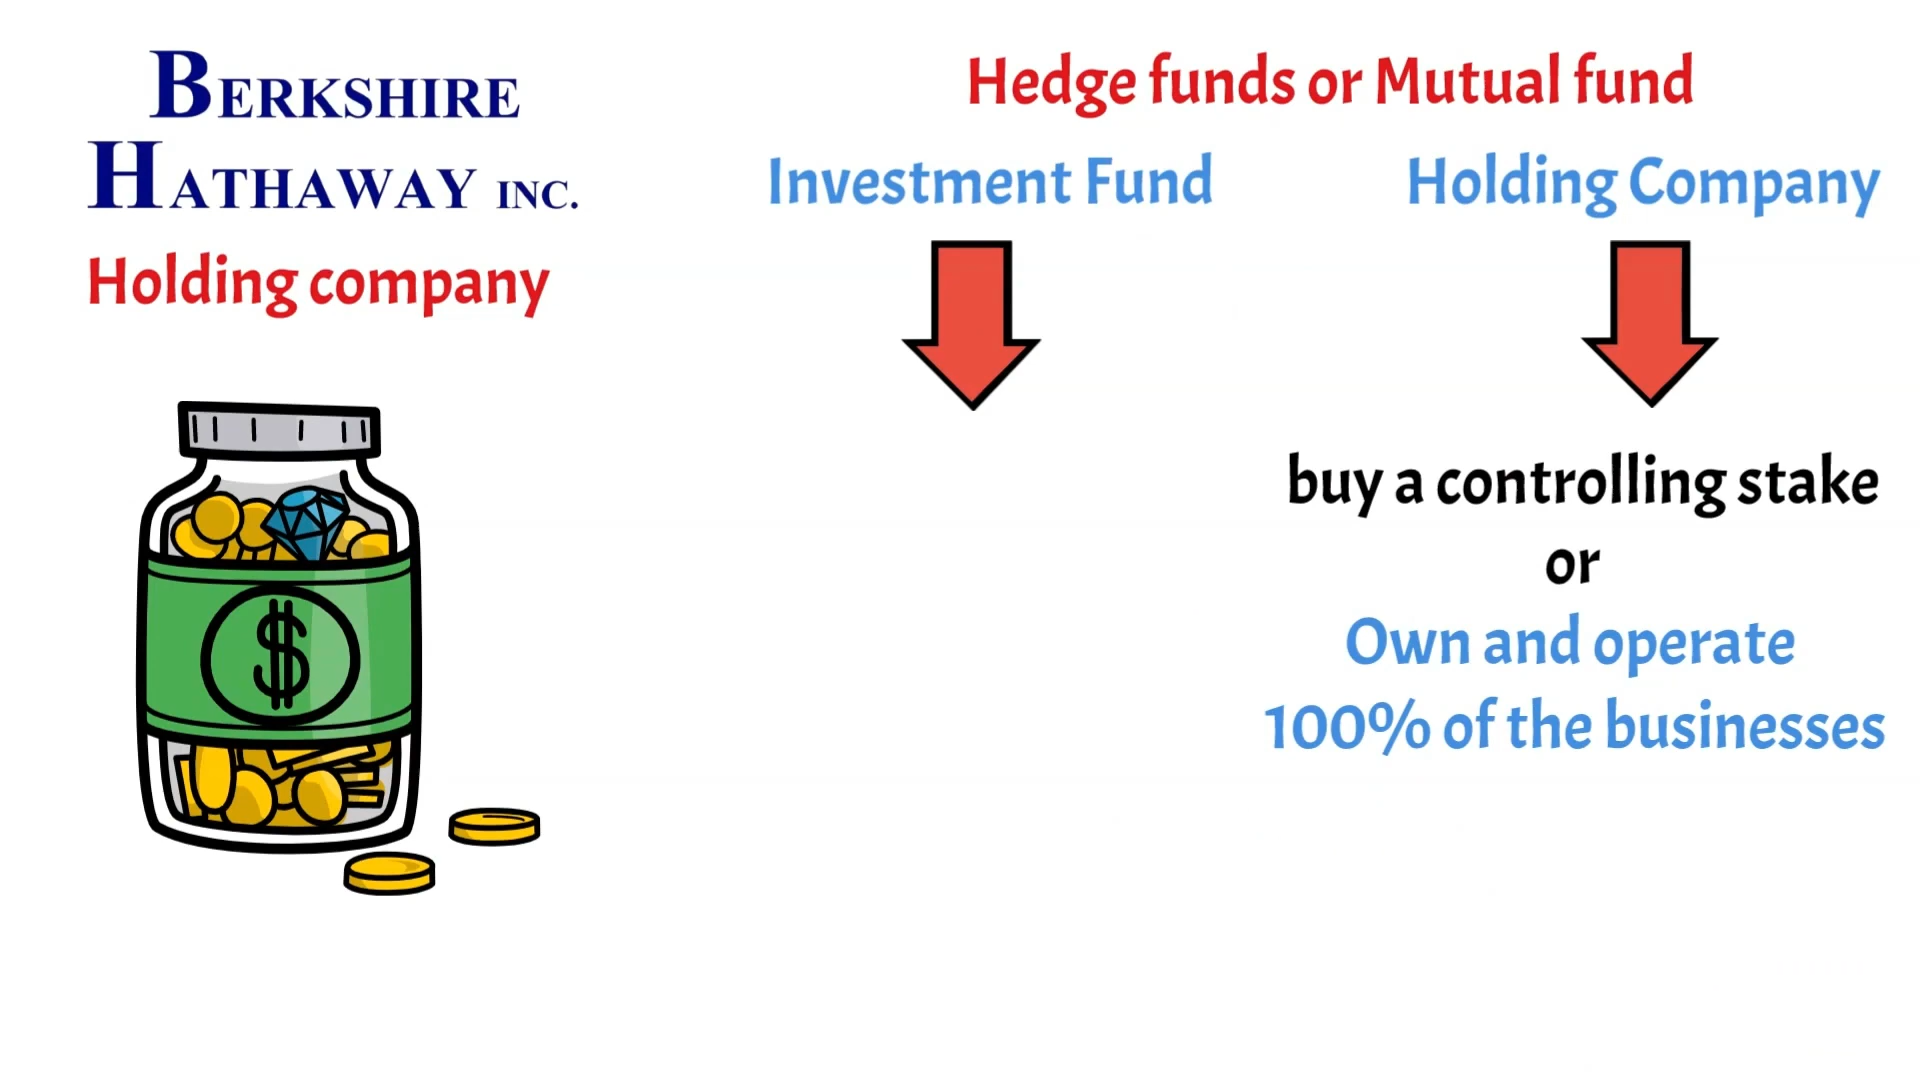 BERKSHIRE
HATHAWAY INC.
Holding company
$
Hedge funds or Mutual fund
Investment Fund
Holding Company
buy a controlling stake
or
Own and operate
100% of the businesses